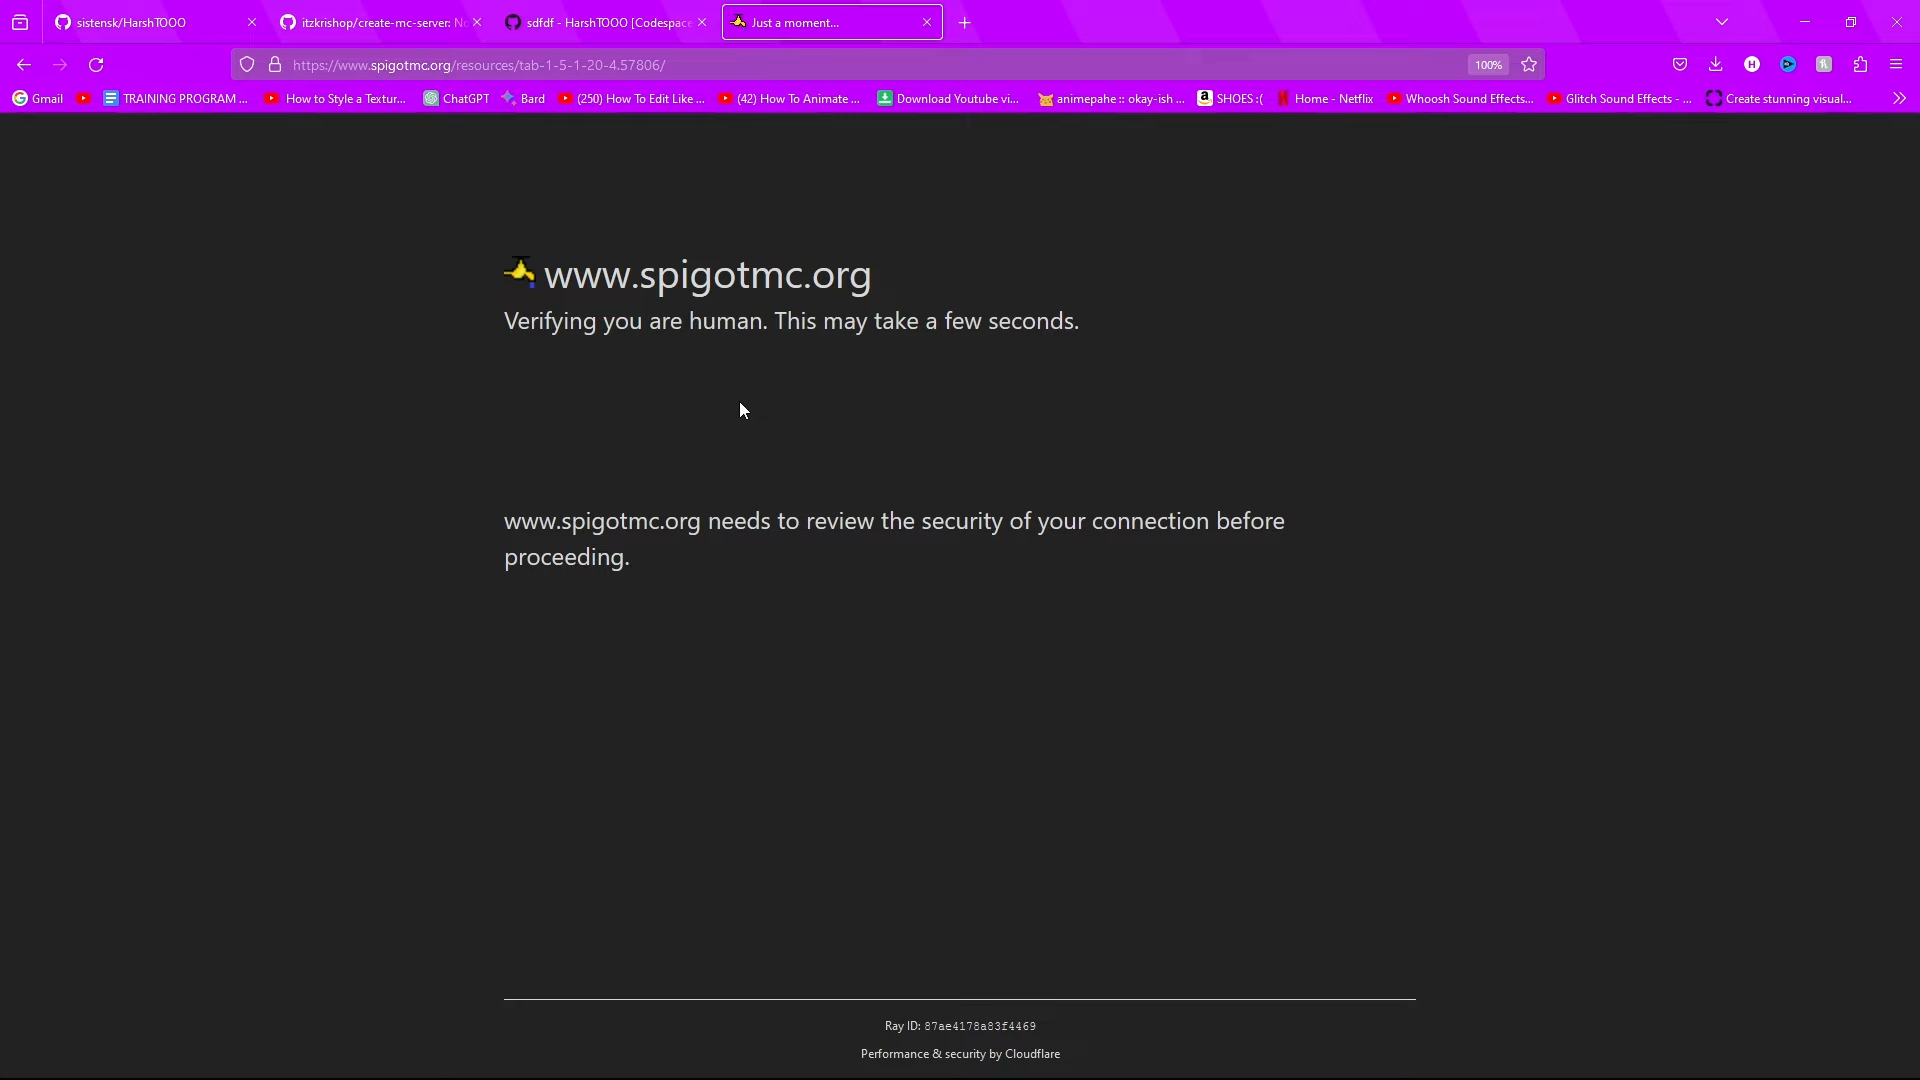 sistensk/HarshTOOO
itzkrishop/create-mc-server: No
sdfdf - HarshTOOO [Codespace
Just a moment...
https://www.spigotmc.org/resources/tab-1-5-1-20-4.57806/
100%
Gmail
TRAINING PROGRAM ...
How to Style a Textur...
ChatGPT
Bard
(250) How To Edit Like ...
(42) How To Animate ...
Download Youtube vi...
animepahe :: okay-ish ...
SHOES :(
Home - Netflix
Whoosh Sound Effects...
Glitch Sound Effects - ...
Create stunning visual...
www.spigotmc.org
Verifying you are human. This may take a few seconds.
www.spigotmc.org needs to review the security of your connection before
proceeding.
Ray ID: 87ae4178a83f4469
Performance & security by Cloudflare